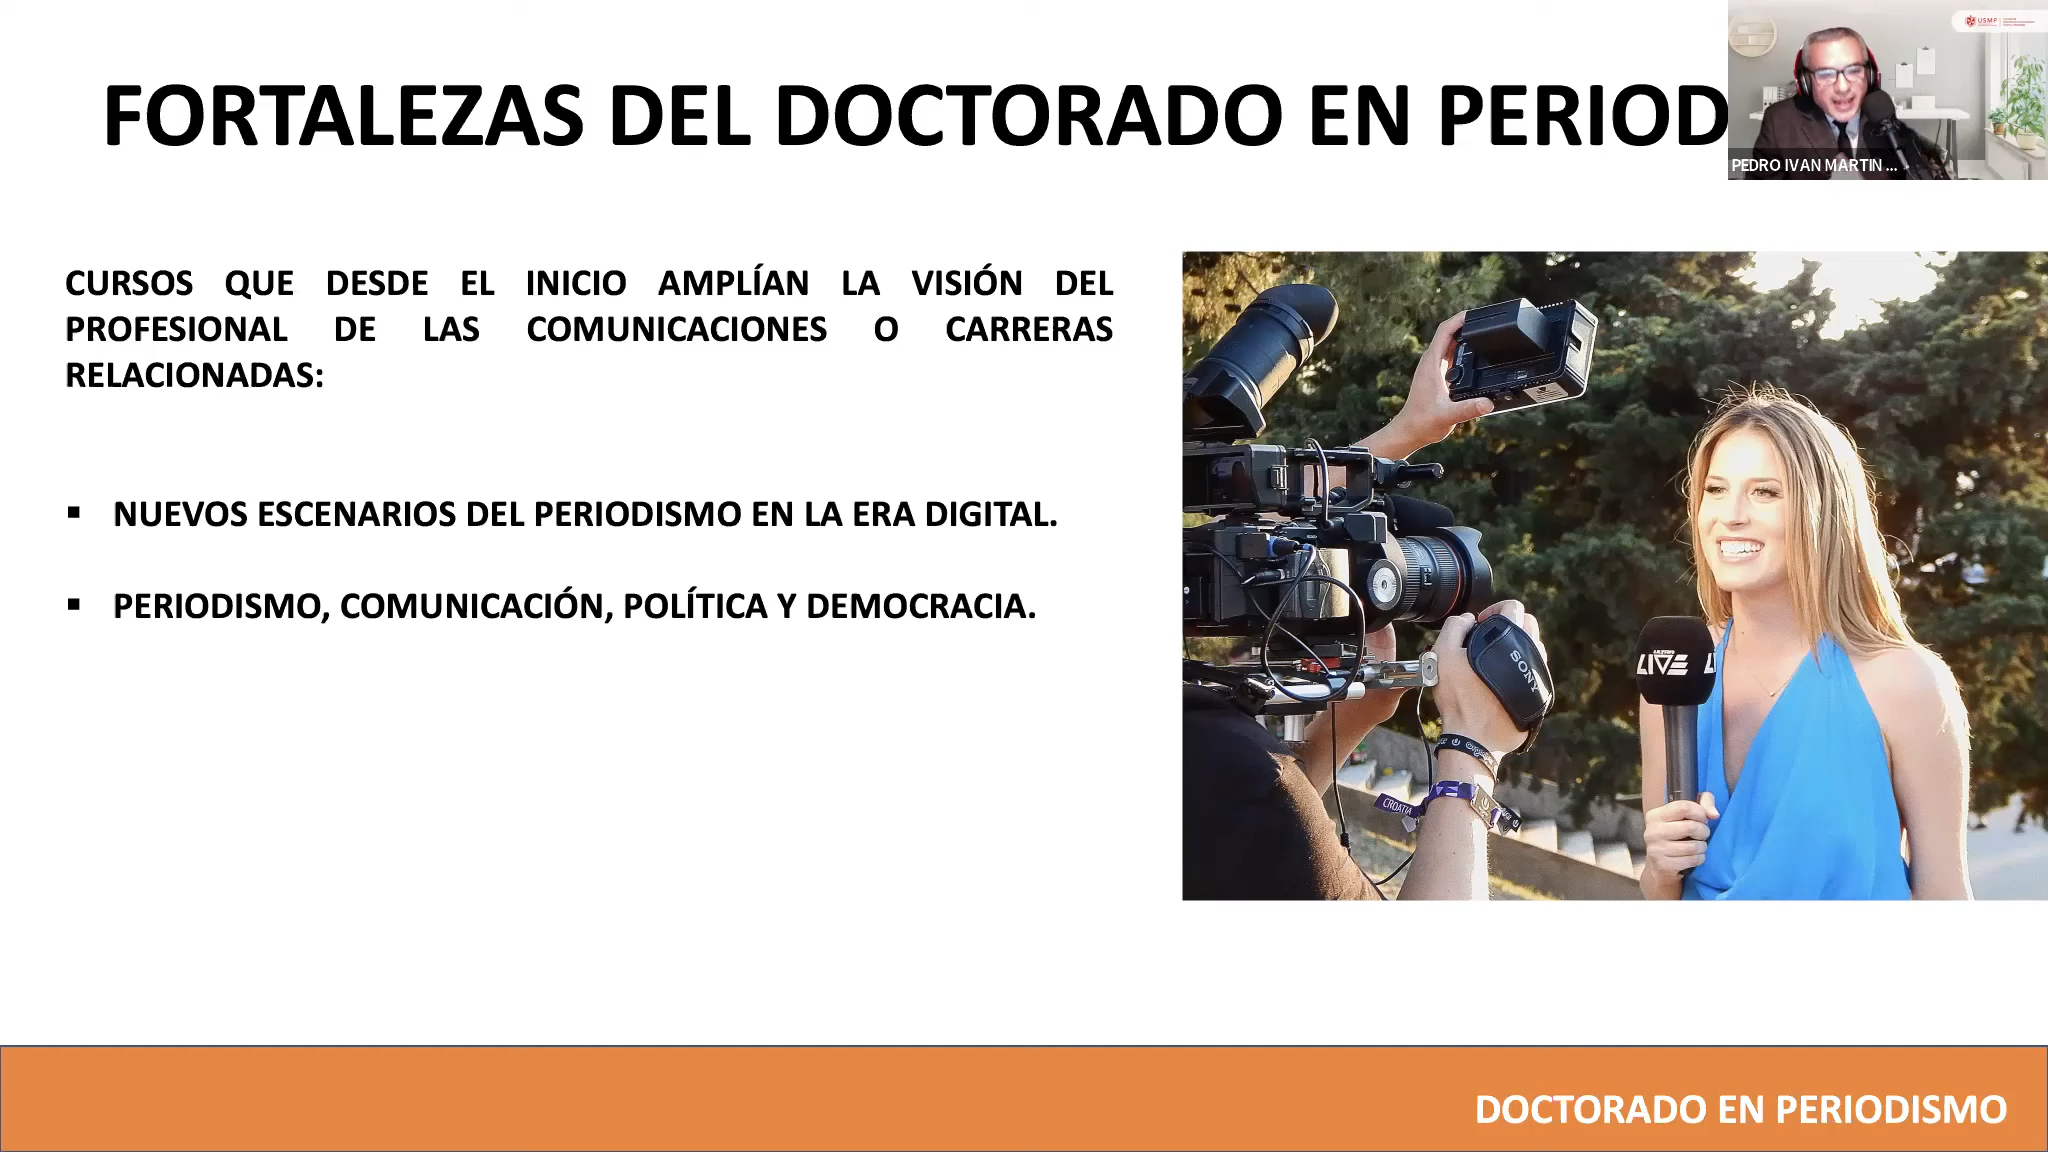 FORTALEZAS DEL DOCTORADO EN PERIOD
USMP
PEDRO IVAN MARTIN ...
CURSOS QUE DESDE EL INICIO AMPLÍAN LA VISIÓN DEL
PROFESIONAL DE LAS COMUNICACIONES O CARRERAS
RELACIONADAS:
▪ NUEVOS ESCENARIOS DEL PERIODISMO EN LA ERA DIGITAL.
▪ PERIODISMO, COMUNICACIÓN, POLÍTICA Y DEMOCRACIA.
SONY
ULTRA
LIVE
CROATIA
DOCTORADO EN PERIODISMO